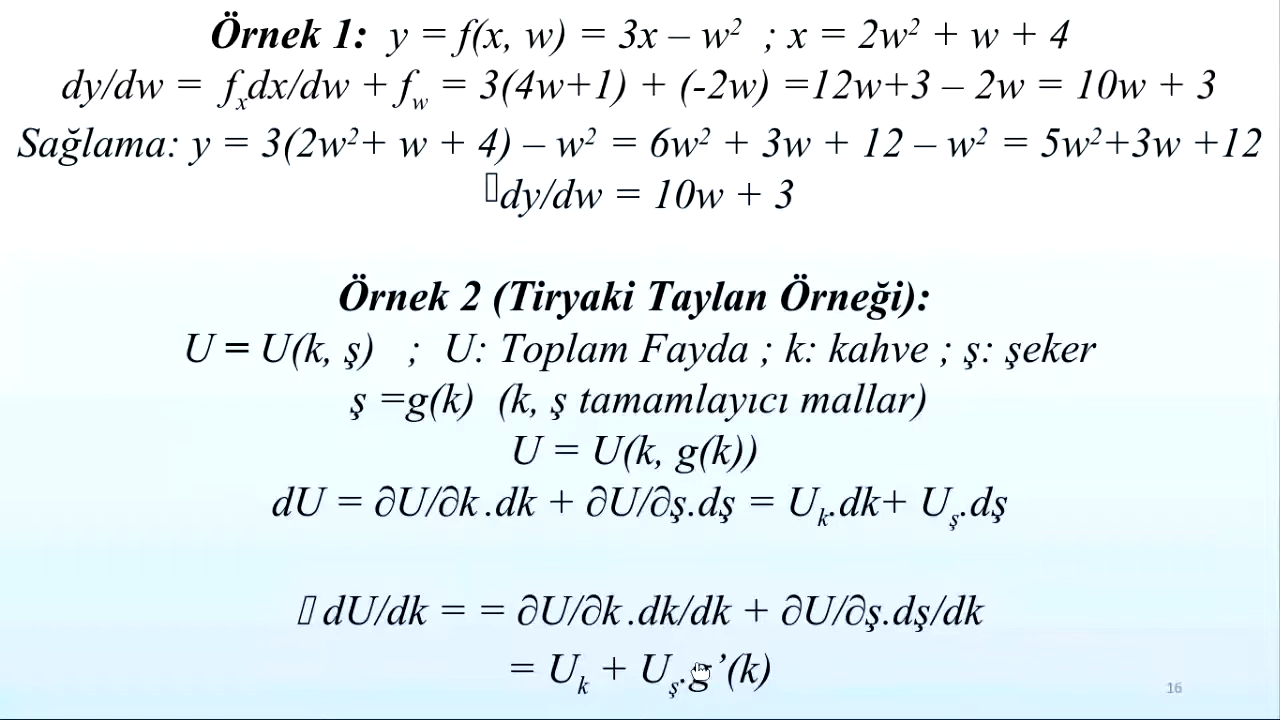 Örnek 1: y = f(x, w) = 3x – w² ; x = 2w² + w + 4
dy/dw = fₓdx/dw + f_w = 3(4w+1) + (-2w) =12w+3 – 2w = 10w + 3
Sağlama: y = 3(2w²+ w + 4) – w² = 6w² + 3w + 12 – w² = 5w²+3w +12
▯dy/dw = 10w + 3
Örnek 2 (Tiryaki Taylan Örneği):
U = U(k, ş) ; U: Toplam Fayda ; k: kahve ; ş: şeker
ş =g(k) (k, ş tamamlayıcı mallar)
U = U(k, g(k))
dU = ∂U/∂k.dk + ∂U/∂ş.dş = U_k.dk+ U_ş.dş
▯ dU/dk = = ∂U/∂k.dk/dk + ∂U/∂ş.dş/dk
= U_k + U_ş.g’(k)
16